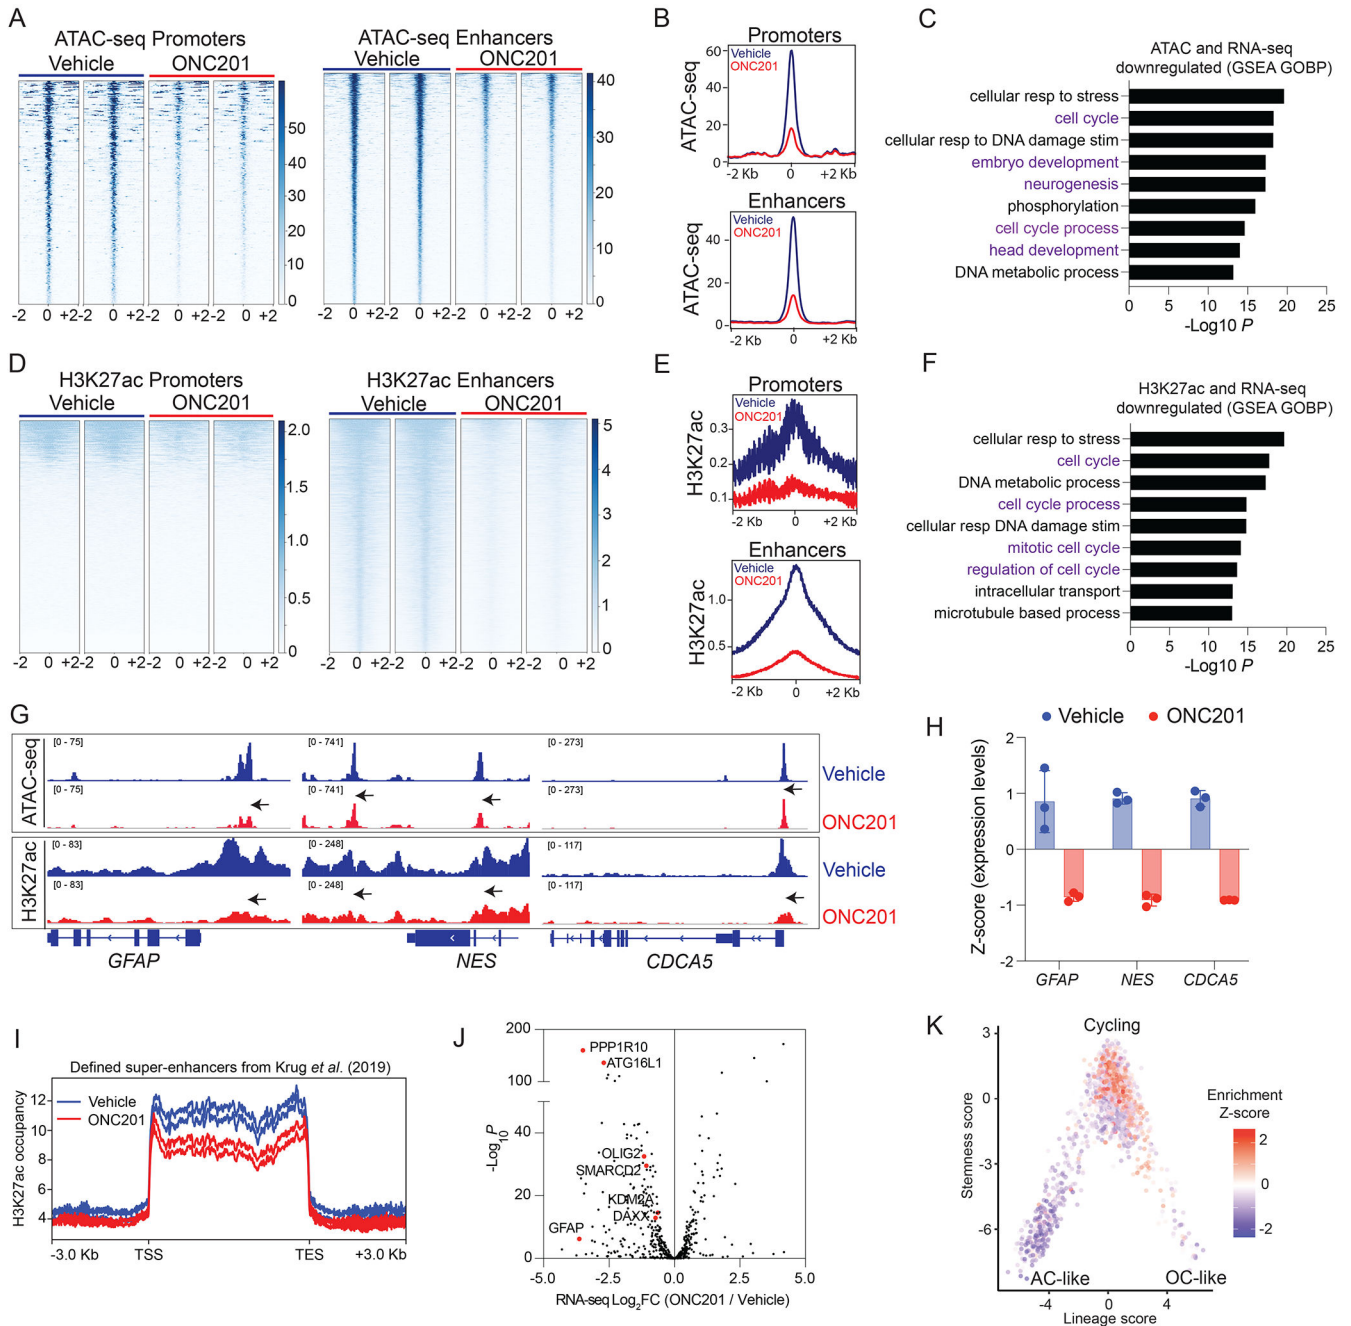 A
ATAC-seq Promoters
Vehicle ONC201
50
40
30
20
10
0
-2 0 +2-2 0 +2-2 0 +2-2 0 +2
ATAC-seq Enhancers
Vehicle ONC201
40
30
20
10
0
-2 0 +2-2 0 +2-2 0 +2-2 0 +2
B
Promoters
Vehicle
ONC201
ATAC-seq
60
40
20
0
-2 Kb 0 +2 Kb
Enhancers
Vehicle
ONC201
ATAC-seq
40
20
0
-2 Kb 0 +2 Kb
C
ATAC and RNA-seq
downregulated (GSEA GOBP)
cellular resp to stress
cell cycle
cellular resp to DNA damage stim
embryo development
neurogenesis
phosphorylation
cell cycle process
head development
DNA metabolic process
0 5 10 15 20 25
-Log10 P
D
H3K27ac Promoters
Vehicle ONC201
2.0
1.5
1.0
0.5
0
-2 0 +2-2 0 +2-2 0 +2-2 0 +2
H3K27ac Enhancers
Vehicle ONC201
5
4
3
2
1
0
-2 0 +2-2 0 +2-2 0 +2-2 0 +2
E
Promoters
Vehicle
ONC201
H3K27ac
0.3
0.2
0.1
-2 Kb 0 +2 Kb
Enhancers
Vehicle
ONC201
H3K27ac
1.0
0.5
-2 Kb 0 +2 Kb
F
H3K27ac and RNA-seq
downregulated (GSEA GOBP)
cellular resp to stress
cell cycle
DNA metabolic process
cell cycle process
cellular resp DNA damage stim
mitotic cell cycle
regulation of cell cycle
intracellular transport
microtubule based process
0 5 10 15 20 25
-Log10 P
G
ATAC-seq
[0 - 75] [0 - 741] [0 - 273]
Vehicle
[0 - 75] [0 - 741] [0 - 273]
ONC201
H3K27ac
[0 - 83] [0 - 248] [0 - 117]
Vehicle
[0 - 83] [0 - 248] [0 - 117]
ONC201
GFAP NES CDCA5
H
Vehicle ONC201
Z-score (expression levels)
2
1
0
-1
-2
GFAP NES CDCA5
I
Defined super-enhancers from Krug et al. (2019)
Vehicle
ONC201
H3K27ac occupancy
12
10
8
6
4
-3.0 Kb TSS TES +3.0 Kb
J
200
100
40
20
0
-Log10 P
PPP1R10
ATG16L1
OLIG2
SMARCD2
KDM2A
DAXX
GFAP
-5.0 -2.5 0.0 2.5 5.0
RNA-seq Log2FC (ONC201 / Vehicle)
K
Cycling
Stemness score
3
0
-3
-6
AC-like OC-like
-4 0 4
Lineage score
Enrichment
Z-score
2
1
0
-1
-2